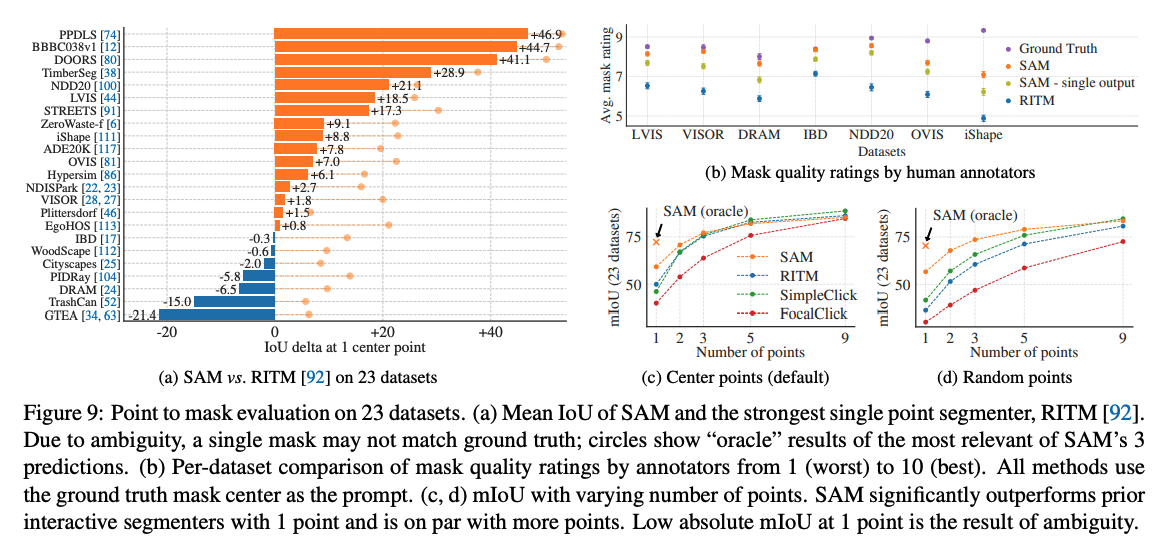 PPDLS [74] +46.9
BBBC038v1 [12] +44.7
DOORS [80] +41.1
TimberSeg [38] +28.9
NDD20 [100] +21.1
LVIS [44] +18.5
STREETS [91] +17.3
ZeroWaste-f [6] +9.1
iShape [111] +8.8
ADE20K [117] +7.8
OVIS [81] +7.0
Hypersim [86] +6.1
NDISPark [22, 23] +2.7
VISOR [28, 27] +1.8
Plittersdorf [46] +1.5
EgoHOS [113] +0.8
IBD [17] -0.3
WoodScape [112] -0.6
Cityscapes [25] -2.0
PIDRay [104] -5.8
DRAM [24] -6.5
TrashCan [52] -15.0
GTEA [34, 63] -21.4
-20 0 +20 +40
IoU delta at 1 center point
(a) SAM vs. RITM [92] on 23 datasets
Avg. mask rating
9
7
5
Ground Truth
SAM
SAM - single output
RITM
LVIS VISOR DRAM IBD NDD20 OVIS iShape
Datasets
(b) Mask quality ratings by human annotators
mIoU (23 datasets)
75
50
SAM (oracle)
SAM
RITM
SimpleClick
FocalClick
1 2 3 5 9
Number of points
(c) Center points (default)
mIoU (23 datasets)
75
50
SAM (oracle)
1 2 3 5 9
Number of points
(d) Random points
Figure 9: Point to mask evaluation on 23 datasets. (a) Mean IoU of SAM and the strongest single point segmenter, RITM [92].
Due to ambiguity, a single mask may not match ground truth; circles show “oracle” results of the most relevant of SAM’s 3
predictions. (b) Per-dataset comparison of mask quality ratings by annotators from 1 (worst) to 10 (best). All methods use
the ground truth mask center as the prompt. (c, d) mIoU with varying number of points. SAM significantly outperforms prior
interactive segmenters with 1 point and is on par with more points. Low absolute mIoU at 1 point is the result of ambiguity.